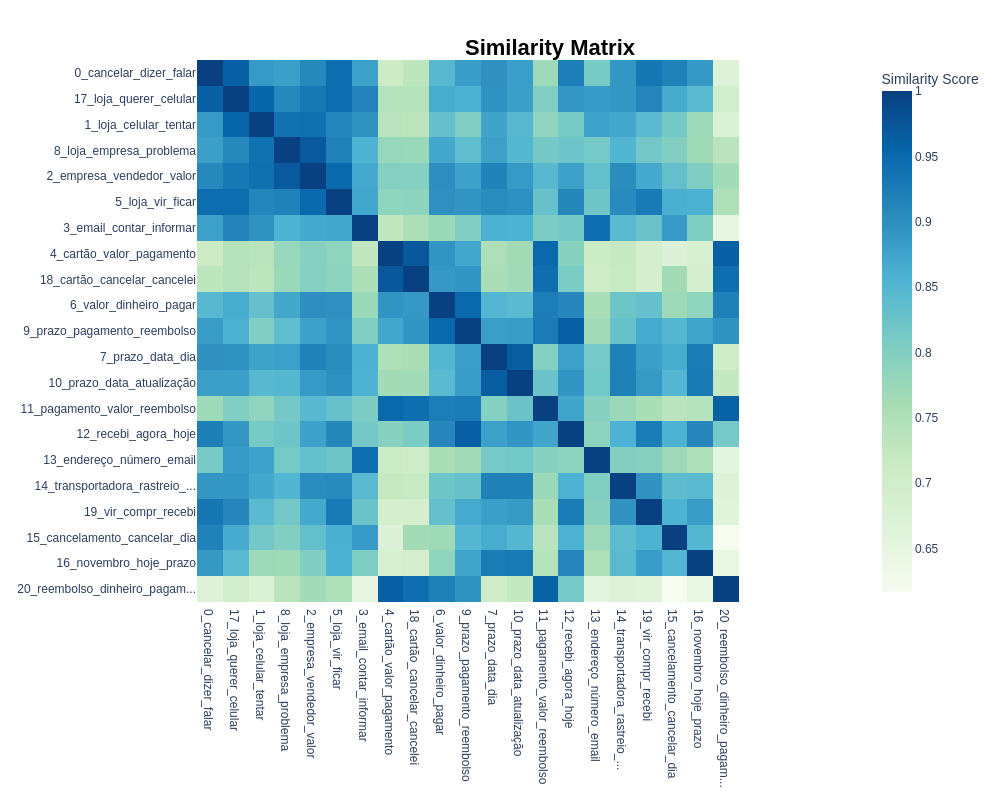 Similarity Matrix
Similarity Score
0_cancelar_dizer_falar
17_loja_querer_celular
1_loja_celular_tentar
8_loja_empresa_problema
2_empresa_vendedor_valor
5_loja_vir_ficar
3_email_contar_informar
4_cartão_valor_pagamento
18_cartão_cancelar_cancelei
6_valor_dinheiro_pagar
9_prazo_pagamento_reembolso
7_prazo_data_dia
10_prazo_data_atualização
11_pagamento_valor_reembolso
12_recebi_agora_hoje
13_endereço_número_email
14_transportadora_rastreio_...
19_vir_compr_recebi
15_cancelamento_cancelar_dia
16_novembro_hoje_prazo
20_reembolso_dinheiro_pagam...
1
0.95
0.9
0.85
0.8
0.75
0.7
0.65
0_cancelar_dizer_falar
17_loja_querer_celular
1_loja_celular_tentar
8_loja_empresa_problema
2_empresa_vendedor_valor
5_loja_vir_ficar
3_email_contar_informar
4_cartão_valor_pagamento
18_cartão_cancelar_cancelei
6_valor_dinheiro_pagar
9_prazo_pagamento_reembolso
7_prazo_data_dia
10_prazo_data_atualização
11_pagamento_valor_reembolso
12_recebi_agora_hoje
13_endereço_número_email
14_transportadora_rastreio_...
19_vir_compr_recebi
15_cancelamento_cancelar_dia
16_novembro_hoje_prazo
20_reembolso_dinheiro_pagam...